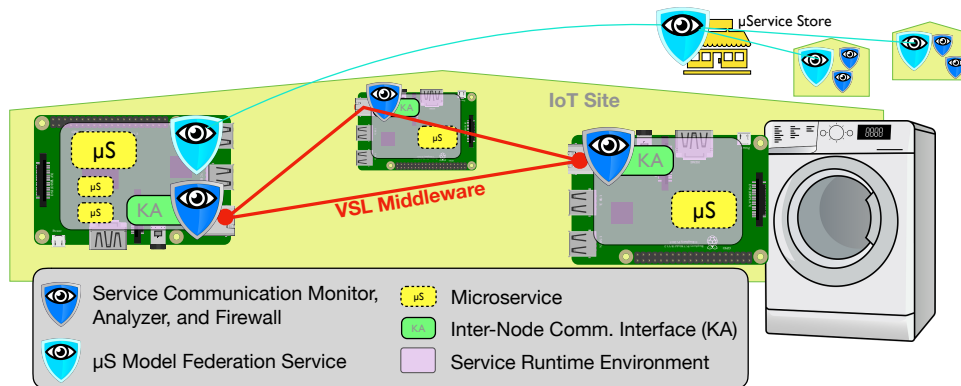 µService Store
IoT Site
KA
µS
µS
µS
µS
KA
KA
µS
VSL Middleware
Service Communication Monitor,
Analyzer, and Firewall
µS Model Federation Service
µS Microservice
KA Inter-Node Comm. Interface (KA)
Service Runtime Environment